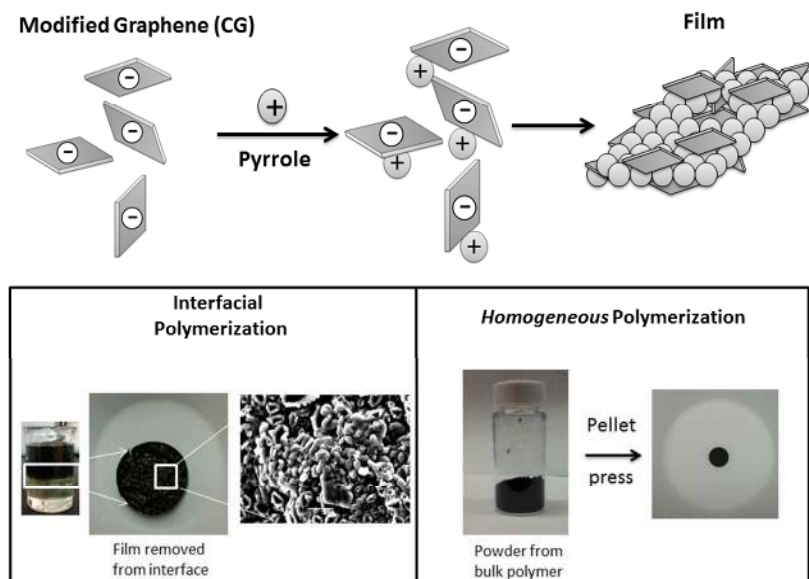 Modified Graphene (CG)
Film
−
−
−
−
+
Pyrrole
−
+
−
−
+
+
−
+
Interfacial
Polymerization
Film removed
from interface
Homogeneous Polymerization
Pellet
press
Powder from
bulk polymer